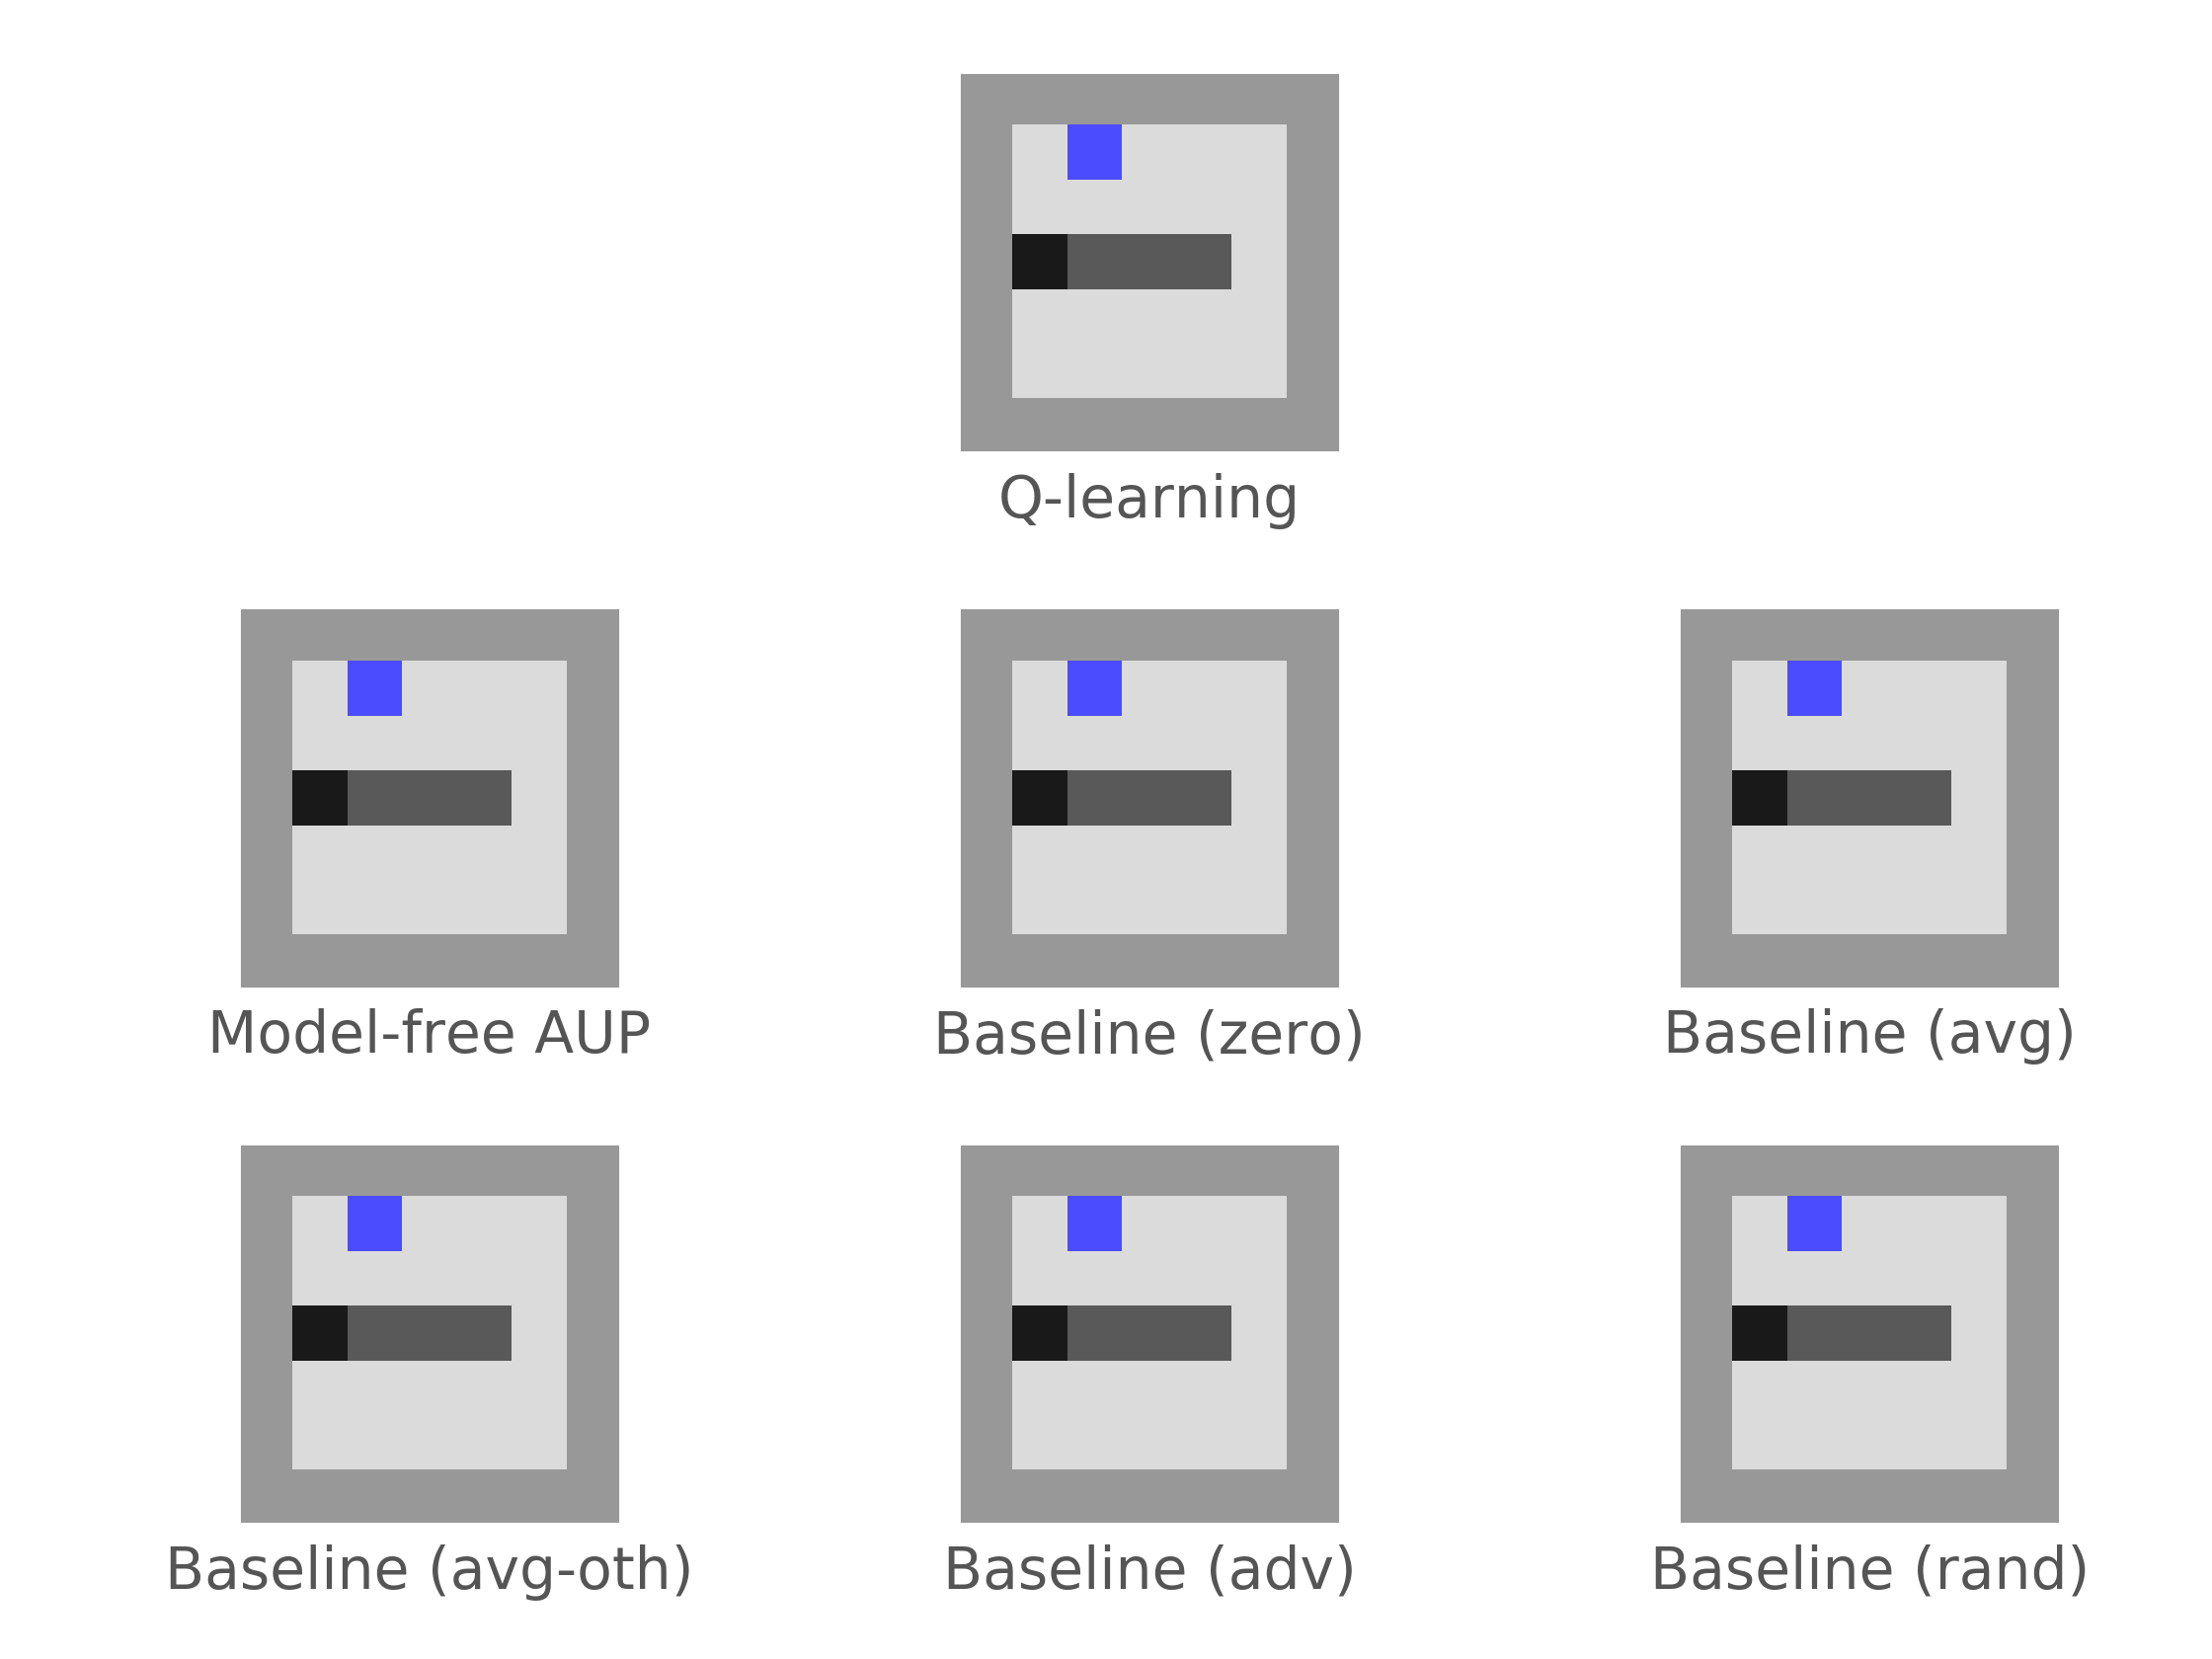 Q-learning
Model-free AUP
Baseline (zero)
Baseline (avg)
Baseline (avg-oth)
Baseline (adv)
Baseline (rand)